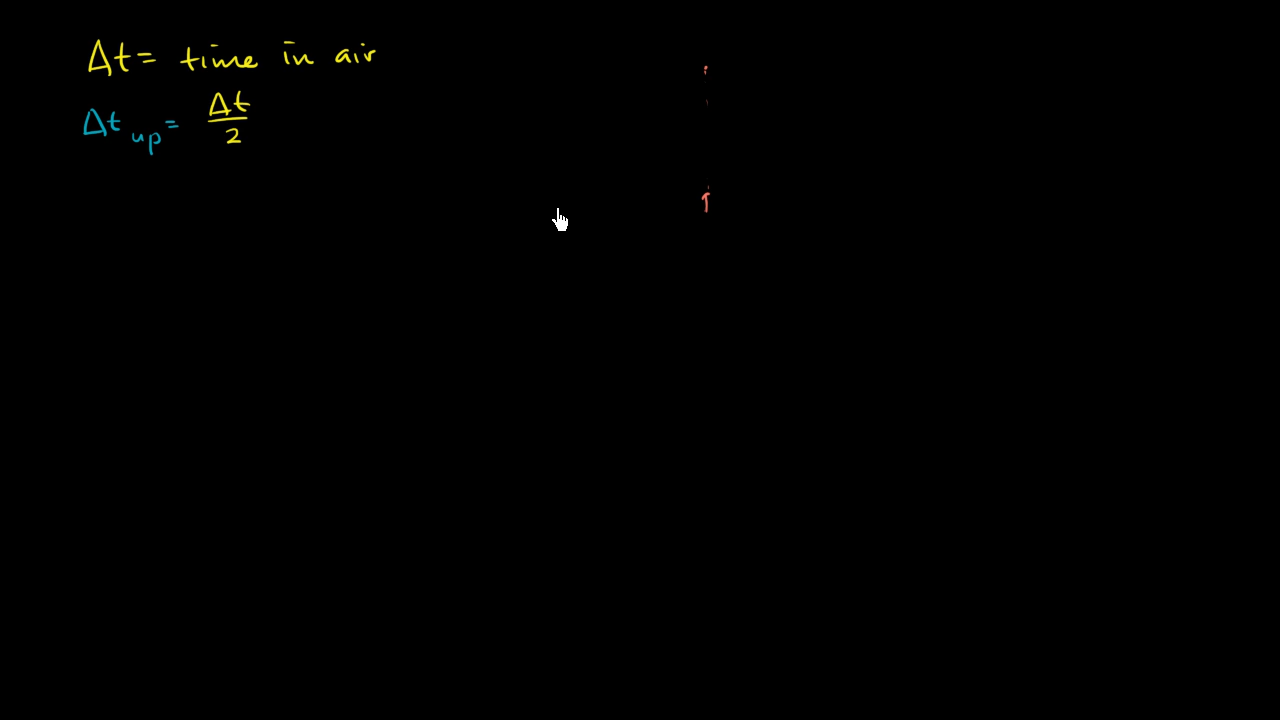 Δt = time in air
Δt up = Δt/2